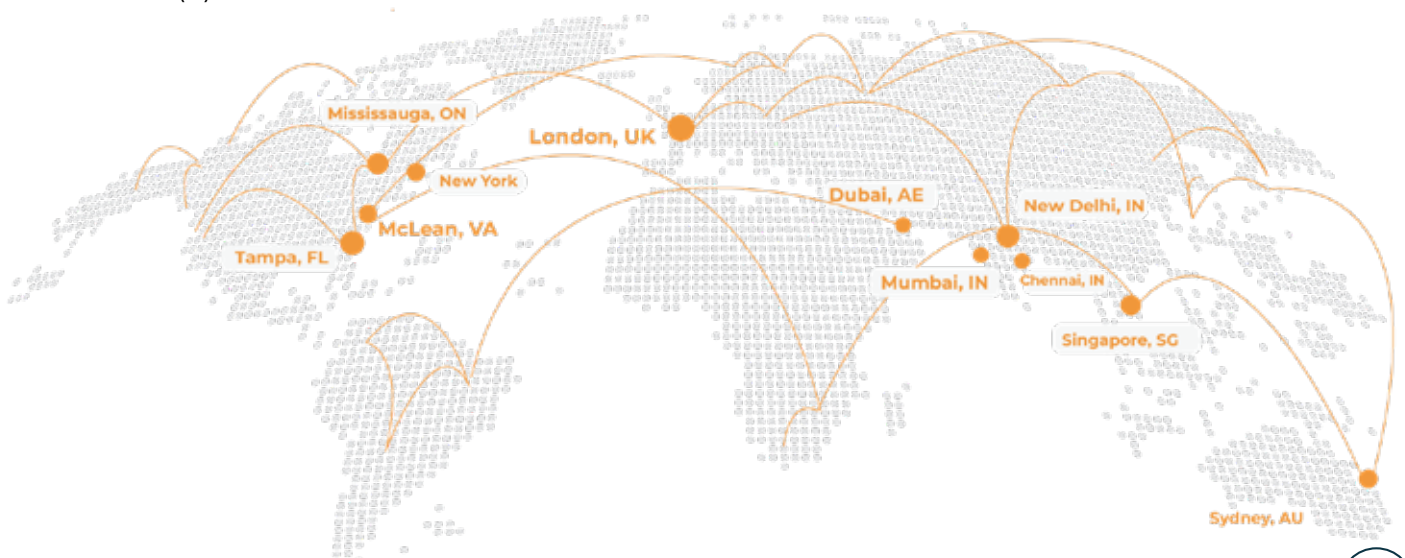 Mississauga, ON
London, UK
New York
Dubai, AE
McLean, VA
New Delhi, IN
Tampa, FL
Mumbai, IN
Chennai, IN
Singapore, SG
Sydney, AU